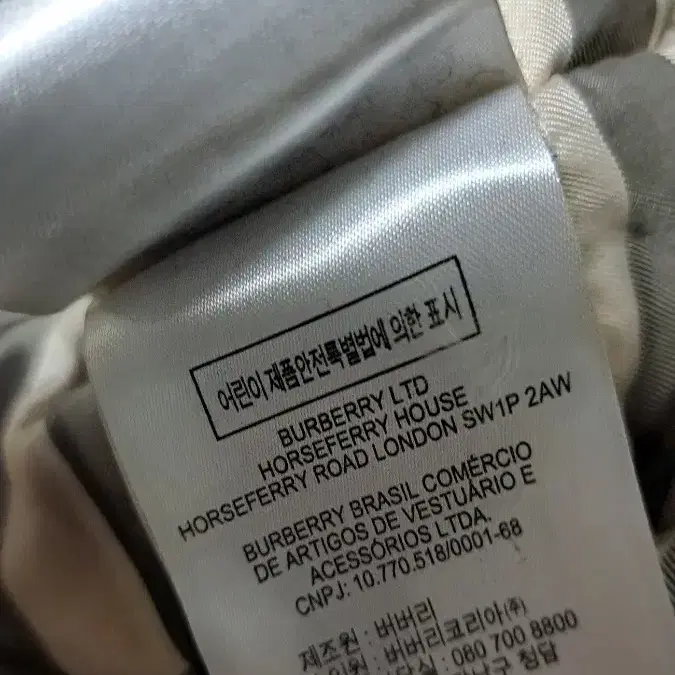 어린이제품안전특별법에 의한 표시
BURBERRY LTD
HORSEFERRY HOUSE
HORSEFERRY ROAD LONDON SW1P 2AW
BURBERRY BRASIL COMÉRCIO
DE ARTIGOS DE VESTUÁRIO E
ACESSÓRIOS LTDA.
CNPJ: 10.770.518/0001-68
제조원 : 버버리
: 버버리코리아(주)
: 080 700 8800
청담